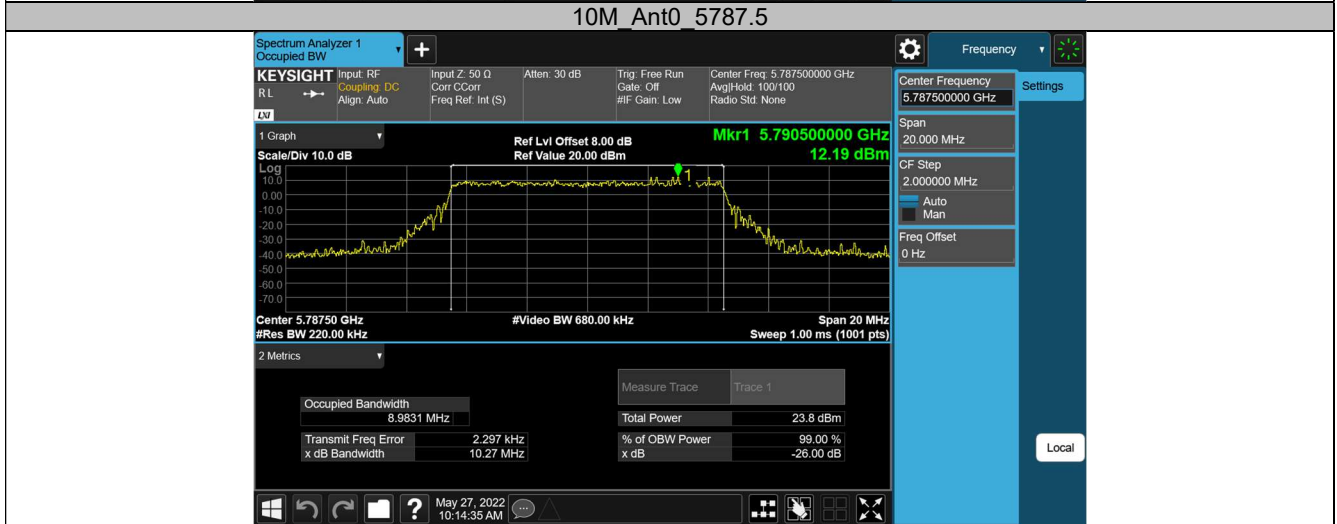 10M_Ant0_5787.5
Spectrum Analyzer 1
Occupied BW
+
Frequency
KEYSIGHT
R L
LXI
Input: RF
Coupling: DC
Align: Auto
Input Z: 50 Ω
Corr CCorr
Freq Ref: Int (S)
Atten: 30 dB
Trig: Free Run
Gate: Off
#IF Gain: Low
Center Freq: 5.787500000 GHz
Avg|Hold: 100/100
Radio Std: None
Center Frequency
5.787500000 GHz
Settings
Span
20.000 MHz
CF Step
2.000000 MHz
Auto
Man
Freq Offset
0 Hz
1 Graph
Scale/Div 10.0 dB
Ref Lvl Offset 8.00 dB
Ref Value 20.00 dBm
Mkr1 5.790500000 GHz
12.19 dBm
Log
10.0
0.00
-10.0
-20.0
-30.0
-40.0
-50.0
-60.0
-70.0
1
Center 5.78750 GHz
#Res BW 220.00 kHz
#Video BW 680.00 kHz
Span 20 MHz
Sweep 1.00 ms (1001 pts)
2 Metrics
Measure Trace Trace 1
Occupied Bandwidth
8.9831 MHz
Total Power 23.8 dBm
Transmit Freq Error 2.297 kHz
% of OBW Power 99.00 %
x dB Bandwidth 10.27 MHz
x dB -26.00 dB
Local
?
May 27, 2022
10:14:35 AM